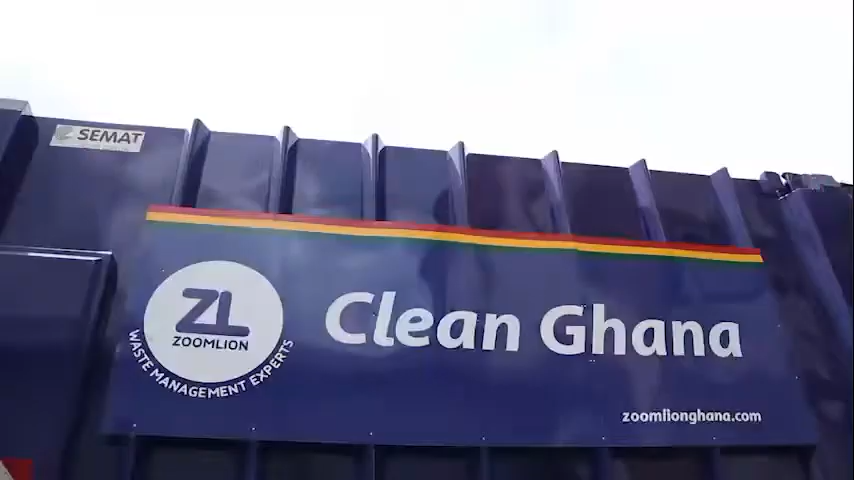 SEMAT
ZL
ZOOMLION
WASTE MANAGEMENT EXPERTS
Clean Ghana
zoomlionghana.com